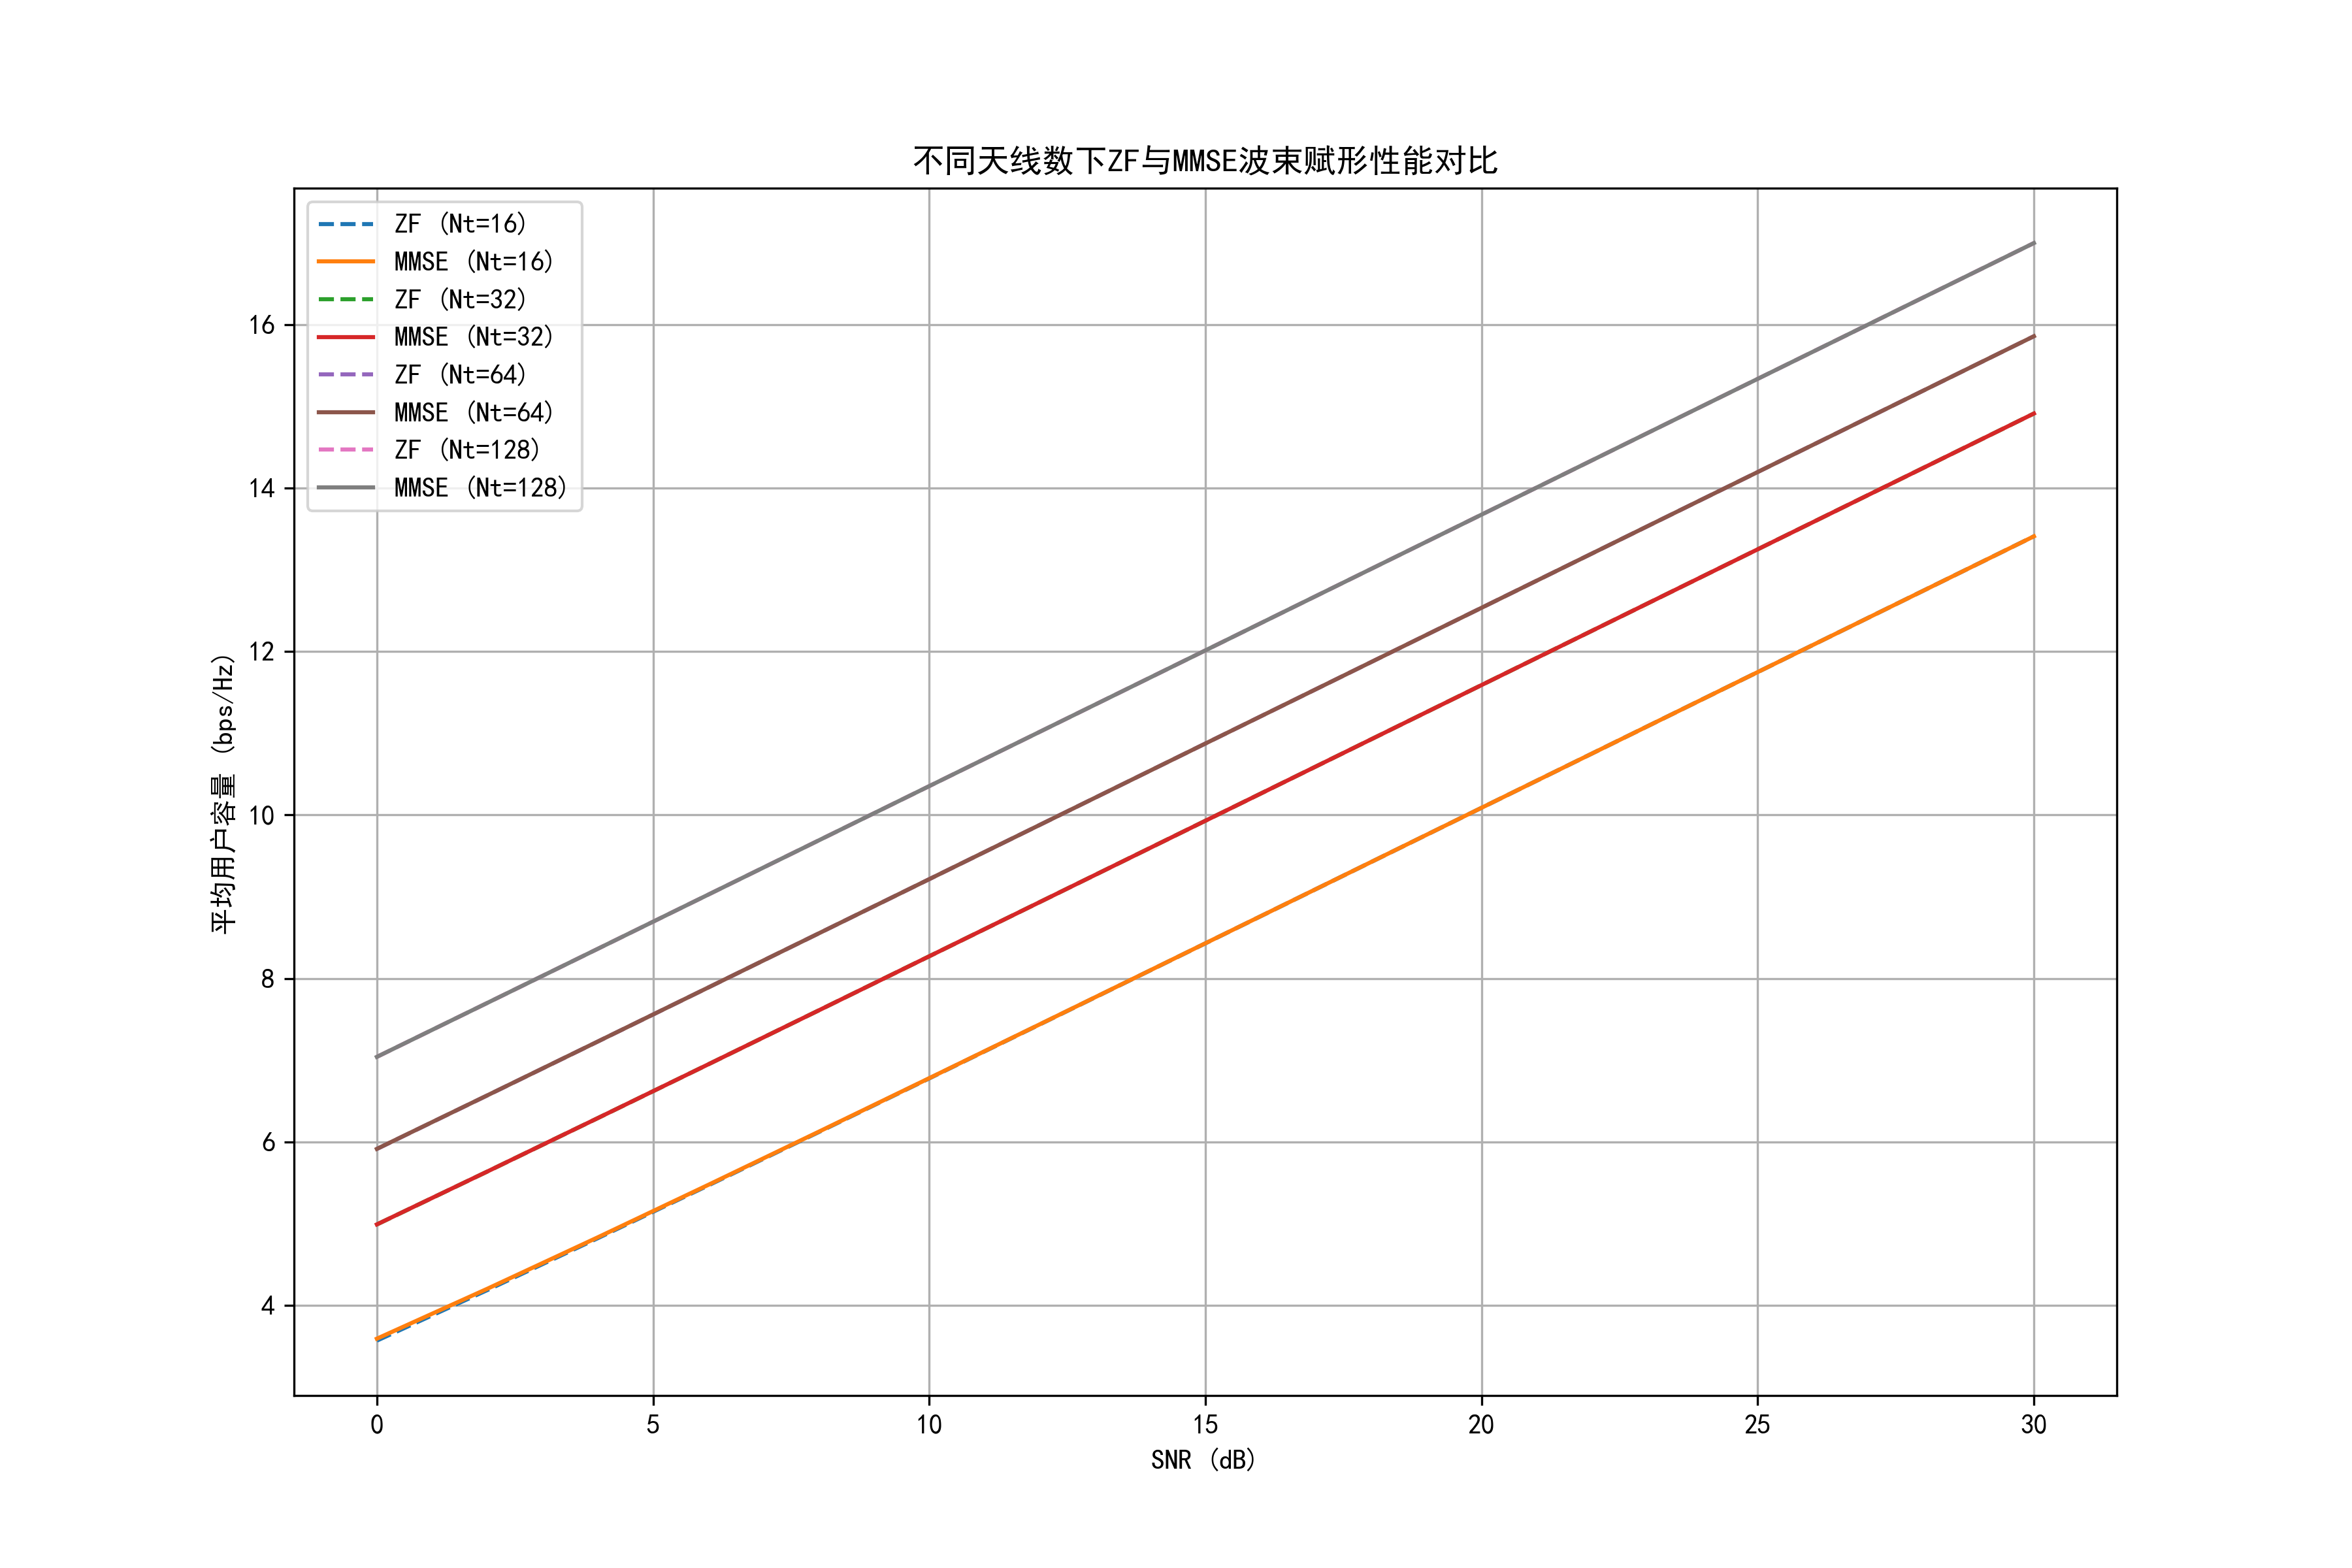 不同天线数下ZF与MMSE波束赋形性能对比
ZF (Nt=16)
MMSE (Nt=16)
ZF (Nt=32)
MMSE (Nt=32)
ZF (Nt=64)
MMSE (Nt=64)
ZF (Nt=128)
MMSE (Nt=128)
平均用户容量 (bps/Hz)
16
14
12
10
8
6
4
0 5 10 15 20 25 30
SNR (dB)